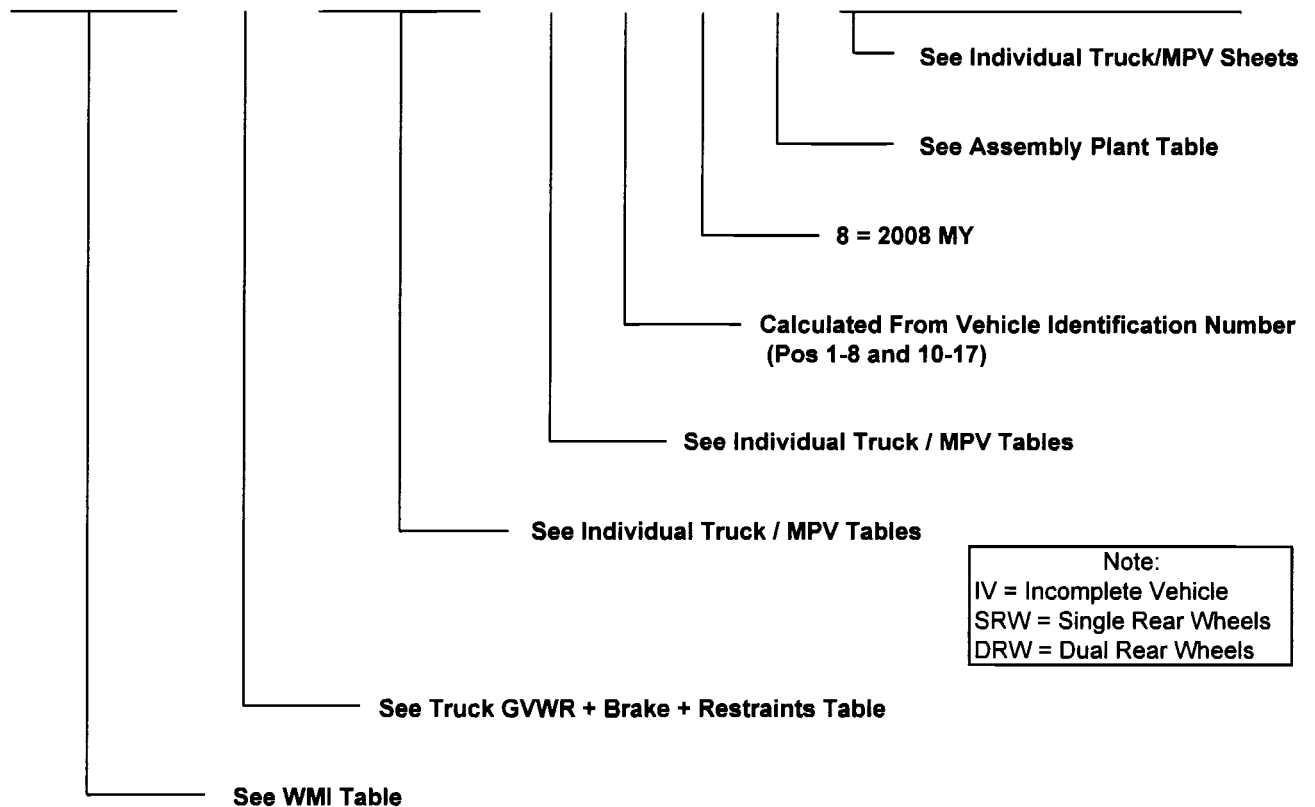 See Individual Truck/MPV Sheets
See Assembly Plant Table
8 = 2008 MY
Calculated From Vehicle Identification Number
(Pos 1-8 and 10-17)
See Individual Truck / MPV Tables
See Individual Truck / MPV Tables
Note:
IV = Incomplete Vehicle
SRW = Single Rear Wheels
DRW = Dual Rear Wheels
See Truck GVWR + Brake + Restraints Table
See WMI Table